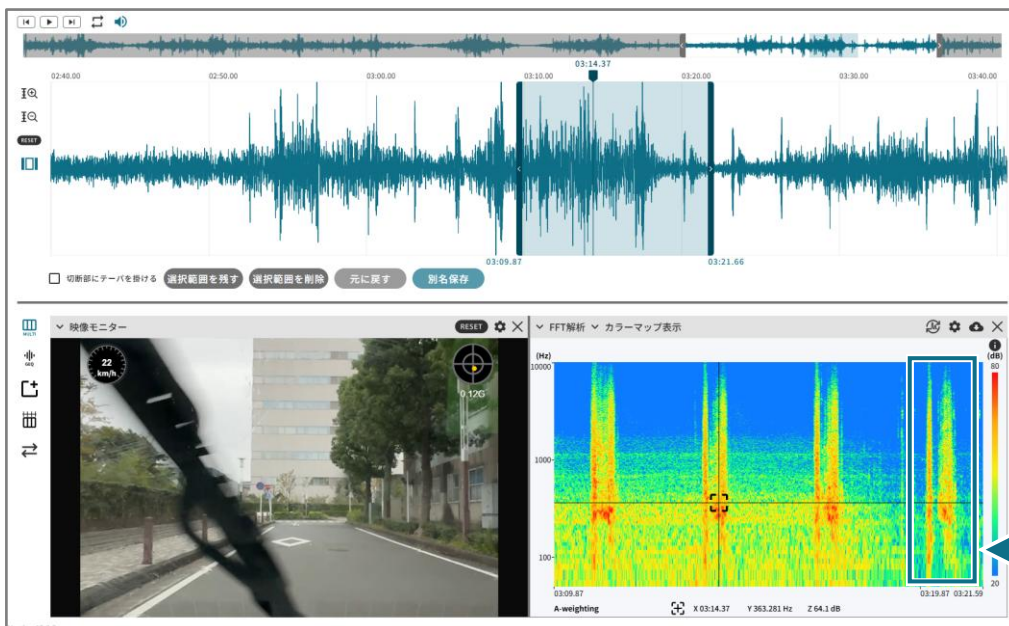 03:14.37
02:40.00 02:50.00 03:00.00 03:10.00 03:20.00 03:30.00 03:40.00
RESET
03:09.87 03:21.66
切断部にテーパを掛ける 選択範囲を残す 選択範囲を削除 元に戻す 別名保存
MULTI
映像モニター RESET
FFT解析 カラーマップ表示
SEQ
22
km/h
0.12G
(Hz) (dB)
10000 80
1000
100
20
03:09.87 03:19.87 03:21.59
A-weighting X 03:14.37 Y 363.281 Hz Z 64.1 dB